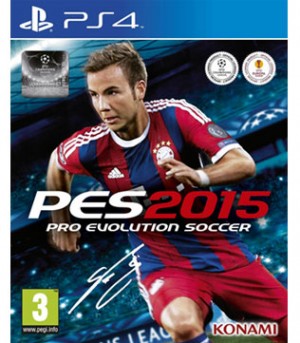 PS4
PES2015
PRO EVOLUTION SOCCER
3
www.pegi.info
KONAMI